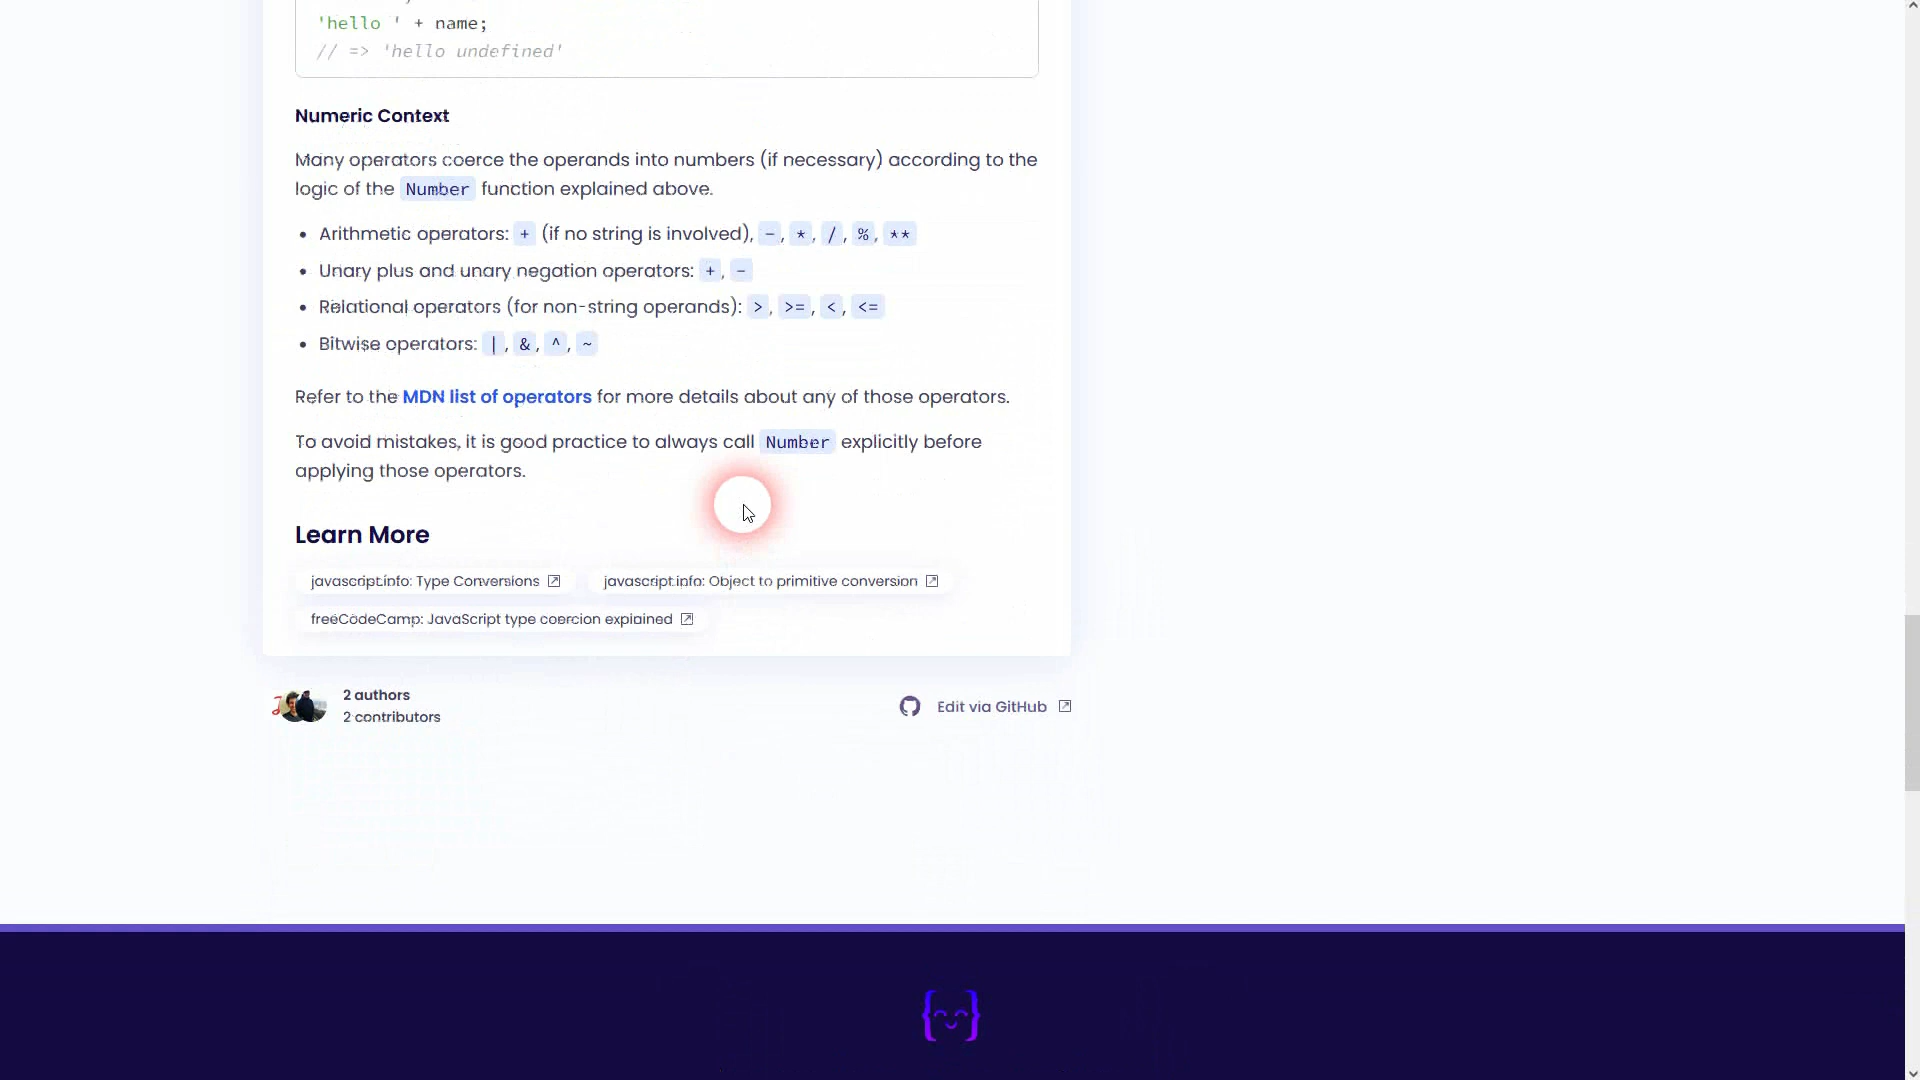 'hello ' + name;
// => 'hello undefined'
Numeric Context
Many operators coerce the operands into numbers (if necessary) according to the
logic of the Number function explained above.
• Arithmetic operators: + (if no string is involved), -, *, /, %, **
• Unary plus and unary negation operators: +, -
• Relational operators (for non-string operands): >, >=, <, <=
• Bitwise operators: |, &, ^, ~
Refer to the MDN list of operators for more details about any of those operators.
To avoid mistakes, it is good practice to always call Number explicitly before
applying those operators.
Learn More
javascript.info: Type Conversions
javascript.info: Object to primitive conversion
freeCodeCamp: JavaScript type coercion explained
2 authors
2 contributors
Edit via GitHub